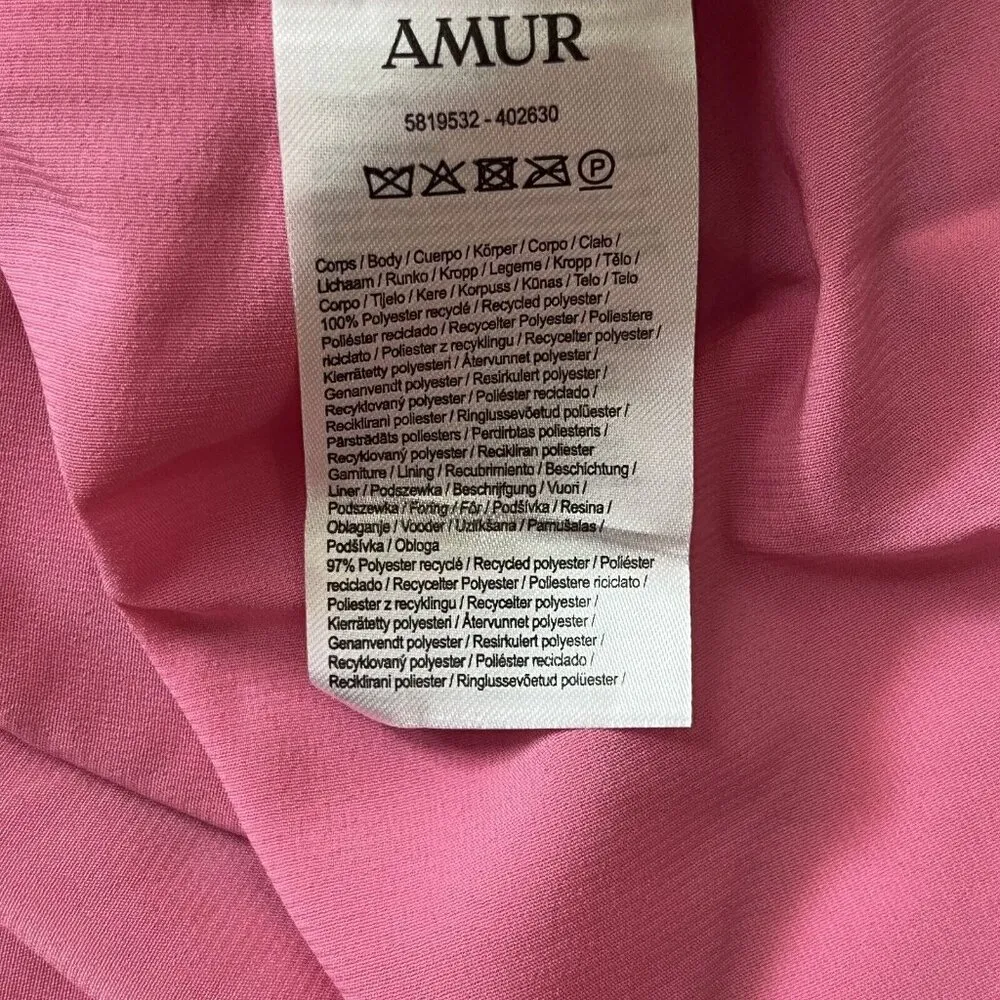 AMUR
5819532 - 402630
P
Corps / Body / Cuerpo / Körper / Corpo / Ciało /
Lichaam / Runko / Kropp / Legeme / Kropp / Tělo /
Corpo / Tijelo / Kere / Korpuss / Kūnas / Telo / Telo
100% Polyester recyclé / Recycled polyester /
Poliéster reciclado / Recycelter Polyester / Poliestere
riciclato / Poliester z recyklingu / Recycelter polyester /
Kierrätetty polyesteri / Återvunnet polyester /
Genanvendt polyester / Resirkulert polyester /
Recyklovaný polyester / Poliéster reciclado /
Reciklirani poliester / Ringlussevõetud polüester /
Pārstrādāts poliesters / Perdirbtas poliesteris /
Recyklovaný polyester / Recikliran poliester
Garniture / Lining / Recubrimiento / Beschichtung /
Liner / Podszewka / Beschrijfgung / Vuori /
Podszewka / Foring / Fôr / Podšívka / Resina /
Oblaganje / Vooder / Uzlikšana / Pamušalas /
Podšívka / Obloga
97% Polyester recyclé / Recycled polyester / Poliéster
reciclado / Recycelter Polyester / Poliestere riciclato /
Poliester z recyklingu / Recycelter polyester /
Kierrätetty polyesteri / Återvunnet polyester /
Genanvendt polyester / Resirkulert polyester /
Recyklovaný polyester / Poliéster reciclado /
Reciklirani poliester / Ringlussevõetud polüester /